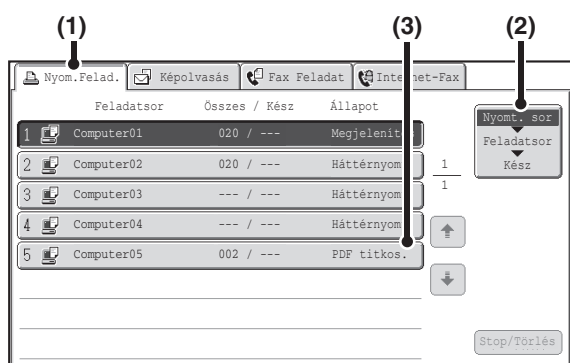 (1) (3) (2)
Nyom.Felad. Képolvasás Fax Feladat Internet-Fax
Feladatsor Összes / Kész Állapot
Nyomt. sor
Feladatsor
Kész
1 Computer01 020 / --- Megjelenítés
2 Computer02 020 / --- Háttérnyom
3 Computer03 --- / --- Háttérnyom
4 Computer04 --- / --- Háttérnyom
5 Computer05 002 / --- PDF titkos.
1
1
Stop/Törlés